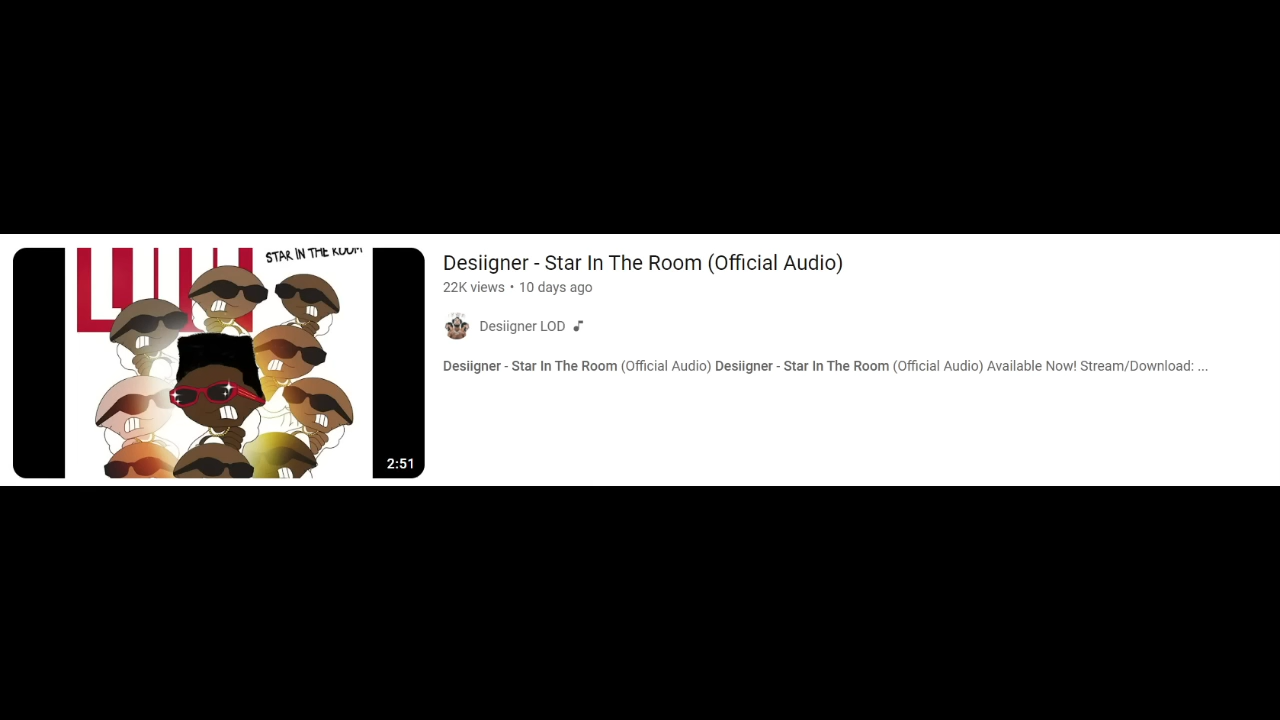 STAR IN THE ROOM
2:51
Desiigner - Star In The Room (Official Audio)
22K views • 10 days ago
Desiigner LOD
Desiigner - Star In The Room (Official Audio) Desiigner - Star In The Room (Official Audio) Available Now! Stream/Download: ...